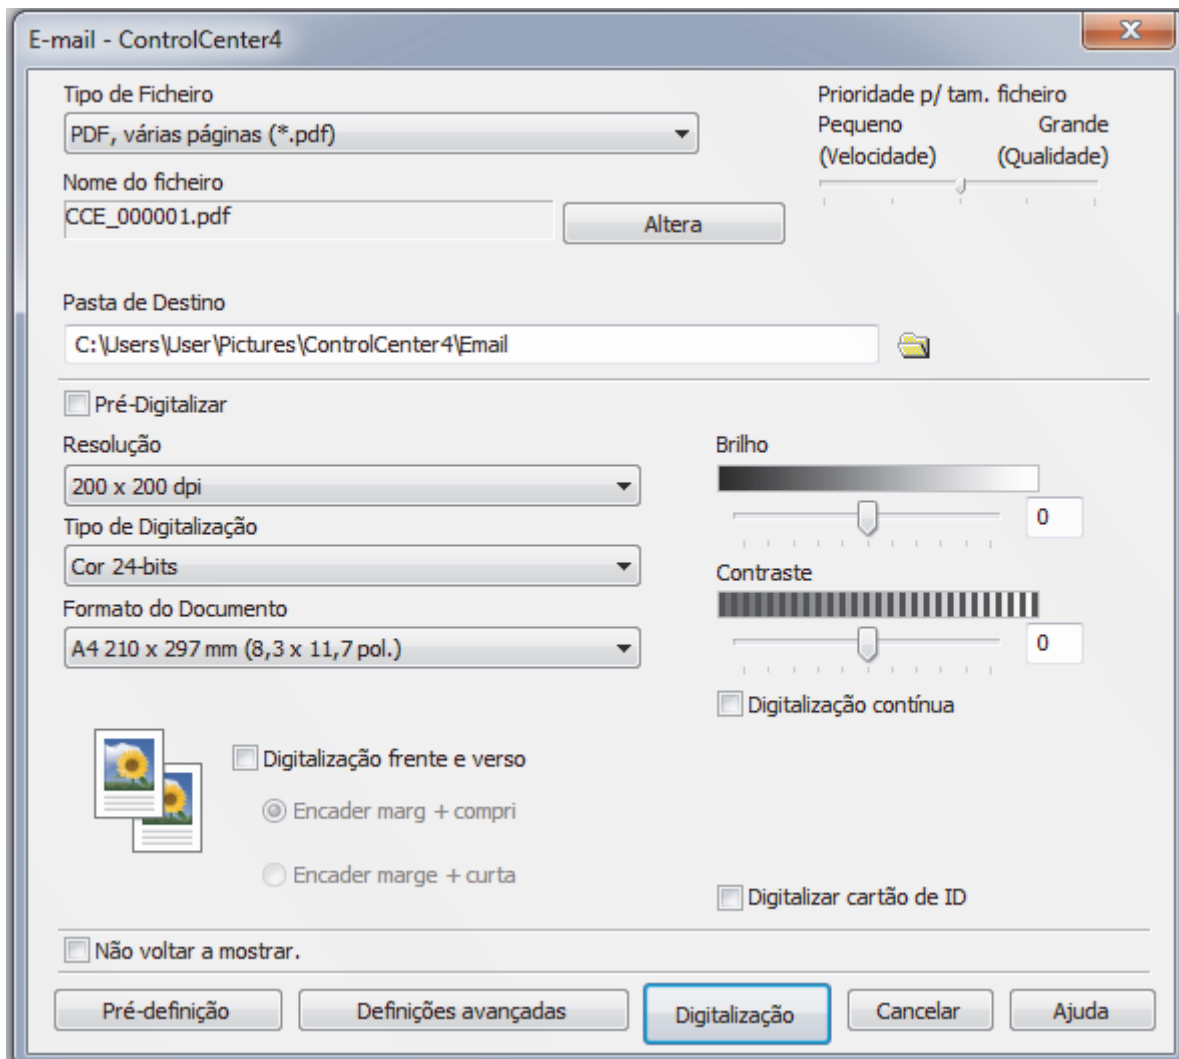 E-mail - ControlCenter4
Tipo de Ficheiro
PDF, várias páginas (*.pdf)
Prioridade p/ tam. ficheiro
Pequeno Grande
(Velocidade) (Qualidade)
Nome do ficheiro
CCE_000001.pdf
Altera
Pasta de Destino
C:\Users\User\Pictures\ControlCenter4\Email
Pré-Digitalizar
Resolução
200 x 200 dpi
Tipo de Digitalização
Cor 24-bits
Formato do Documento
A4 210 x 297 mm (8,3 x 11,7 pol.)
Brilho
0
Contraste
0
Digitalização contínua
Digitalização frente e verso
Encader marg + compri
Encader marge + curta
Digitalizar cartão de ID
Não voltar a mostrar.
Pré-definição Definições avançadas Digitalização Cancelar Ajuda